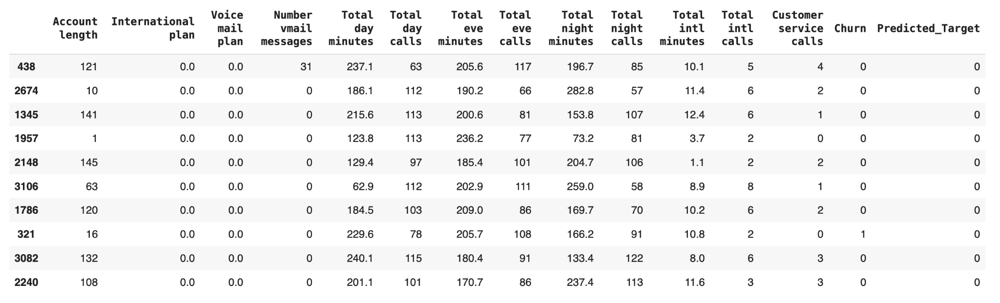 Account length International plan Voice mail plan Number vmail messages Total day minutes Total day calls Total eve minutes Total eve calls Total night minutes Total night calls Total intl minutes Total intl calls Customer service calls Churn Predicted_Target
438 121 0.0 0.0 31 237.1 63 205.6 117 196.7 85 10.1 5 4 0 0
2674 10 0.0 0.0 0 186.1 112 190.2 66 282.8 57 11.4 6 2 0 0
1345 141 0.0 0.0 0 215.6 113 200.6 81 153.8 107 12.4 6 1 0 0
1957 1 0.0 0.0 0 123.8 113 236.2 77 73.2 81 3.7 2 0 0 0
2148 145 0.0 0.0 0 129.4 97 185.4 101 204.7 106 1.1 2 2 0 0
3106 63 0.0 0.0 0 62.9 112 202.9 111 259.0 58 8.9 8 1 0 0
1786 120 0.0 0.0 0 184.5 103 209.0 86 169.7 70 10.2 6 2 0 0
321 16 0.0 0.0 0 229.6 78 205.7 108 166.2 91 10.8 2 0 1 0
3082 132 0.0 0.0 0 240.1 115 180.4 91 133.4 122 8.0 6 3 0 0
2240 108 0.0 0.0 0 201.1 101 170.7 86 237.4 113 11.6 3 3 0 0